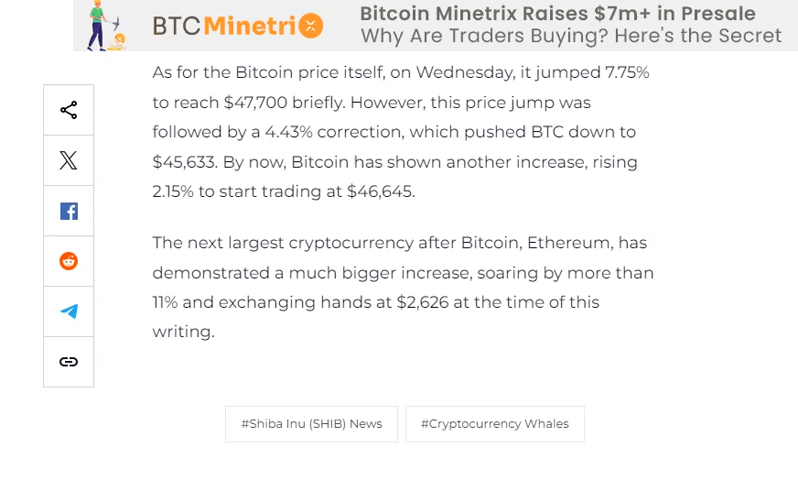 BTCMinetrix
Bitcoin Minetrix Raises $7m+ in Presale
Why Are Traders Buying? Here's the Secret
As for the Bitcoin price itself, on Wednesday, it jumped 7.75%
to reach $47,700 briefly. However, this price jump was
followed by a 4.43% correction, which pushed BTC down to
$45,633. By now, Bitcoin has shown another increase, rising
2.15% to start trading at $46,645.
The next largest cryptocurrency after Bitcoin, Ethereum, has
demonstrated a much bigger increase, soaring by more than
11% and exchanging hands at $2,626 at the time of this
writing.
#Shiba Inu (SHIB) News
#Cryptocurrency Whales